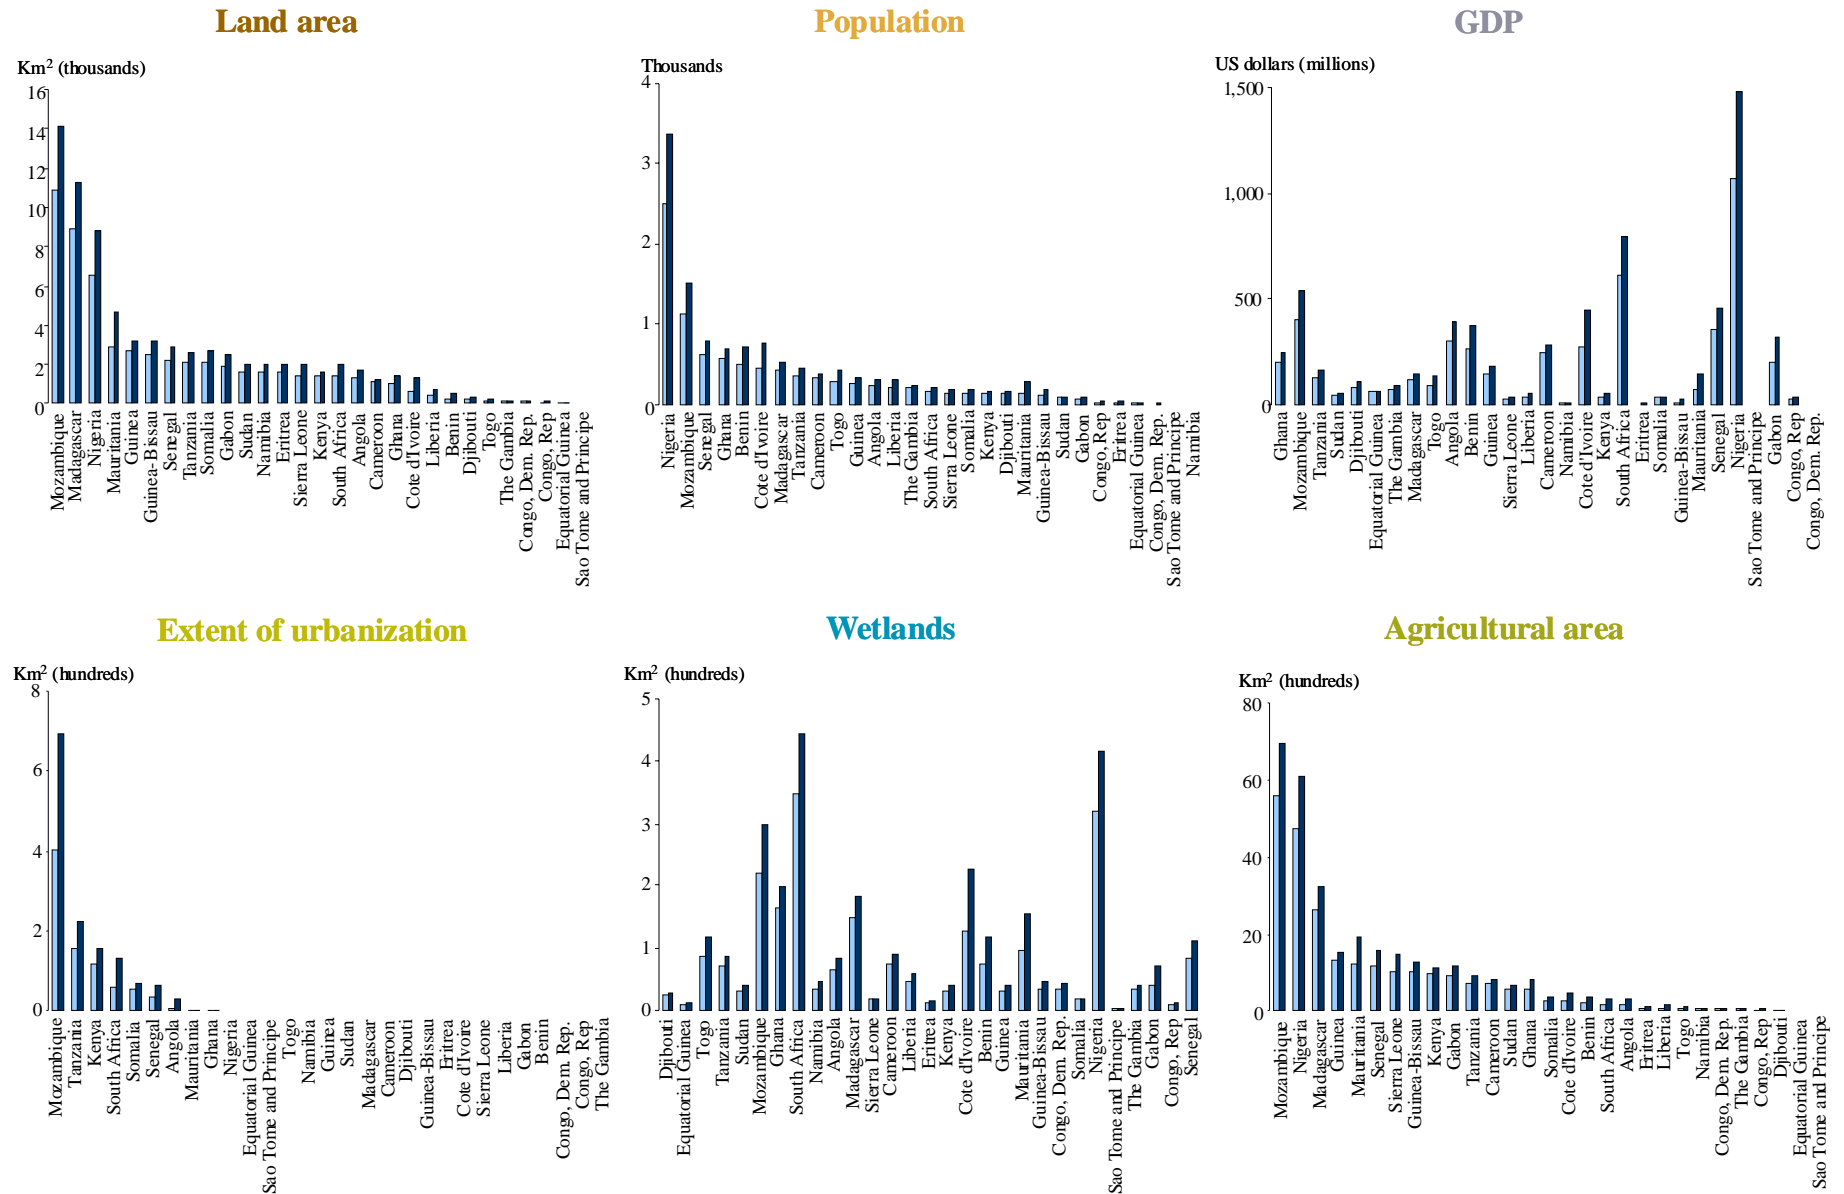 Land area
Km² (thousands)
16
14
12
10
8
6
4
2
0
Mozambique
Madagascar
Nigeria
Mauritania
Guinea
Guinea-Bissau
Senegal
Tanzania
Somalia
Gabon
Sudan
Namibia
Eritrea
Sierra Leone
Kenya
South Africa
Angola
Cameroon
Ghana
Cote d'Ivoire
Liberia
Benin
Djibouti
Togo
The Gambia
Congo, Dem. Rep.
Congo, Rep
Equatorial Guinea
Sao Tome and Principe
Population
Thousands
4
3
2
1
0
Nigeria
Mozambique
Senegal
Ghana
Benin
Cote d'Ivoire
Madagascar
Tanzania
Cameroon
Togo
Guinea
Angola
Liberia
The Gambia
South Africa
Sierra Leone
Somalia
Kenya
Djibouti
Mauritania
Guinea-Bissau
Sudan
Gabon
Congo, Rep
Eritrea
Equatorial Guinea
Congo, Dem. Rep.
Sao Tome and Principe
Namibia
GDP
US dollars (millions)
1,500
1,000
500
0
Ghana
Mozambique
Tanzania
Sudan
Djibouti
Equatorial Guinea
The Gambia
Madagascar
Togo
Angola
Benin
Guinea
Sierra Leone
Liberia
Cameroon
Namibia
Cote d'Ivoire
Kenya
South Africa
Eritrea
Somalia
Guinea-Bissau
Mauritania
Senegal
Nigeria
Sao Tome and Principe
Gabon
Congo, Rep
Congo, Dem. Rep.
Extent of urbanization
Km² (hundreds)
8
6
4
2
0
Mozambique
Tanzania
Kenya
South Africa
Somalia
Senegal
Angola
Mauritania
Ghana
Nigeria
Equatorial Guinea
Sao Tome and Principe
Togo
Namibia
Guinea
Sudan
Madagascar
Cameroon
Djibouti
Guinea-Bissau
Eritrea
Cote d'Ivoire
Sierra Leone
Liberia
Gabon
Benin
Congo, Dem. Rep.
Congo, Rep
The Gambia
Wetlands
Km² (hundreds)
5
4
3
2
1
0
Djibouti
Equatorial Guinea
Togo
Tanzania
Sudan
Mozambique
Ghana
South Africa
Namibia
Angola
Madagascar
Sierra Leone
Cameroon
Liberia
Eritrea
Kenya
Cote d'Ivoire
Benin
Guinea
Mauritania
Guinea-Bissau
Congo, Dem. Rep.
Somalia
Nigeria
Sao Tome and Principe
The Gambia
Gabon
Congo, Rep
Senegal
Agricultural area
Km² (hundreds)
80
60
40
20
0
Mozambique
Nigeria
Madagascar
Guinea
Mauritania
Senegal
Sierra Leone
Guinea-Bissau
Kenya
Gabon
Tanzania
Cameroon
Sudan
Ghana
Somalia
Cote d'Ivoire
Benin
South Africa
Angola
Eritrea
Liberia
Togo
Namibia
Congo, Dem. Rep.
The Gambia
Congo, Rep
Djibouti
Equatorial Guinea
Sao Tome and Principe